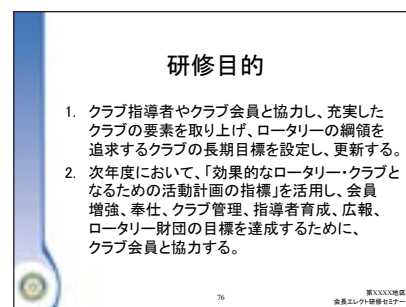 研修目的
1. クラブ指導者やクラブ会員と協力し、充実した
クラブの要素を取り上げ、ロータリーの綱領を
追求するクラブの長期目標を設定し、更新する。
2. 次年度において、「効果的なロータリー・クラブと
なるための活動計画の指標」を活用し、会員
増強、奉仕、クラブ管理、指導者育成、広報、
ロータリー財団の目標を達成するために、
クラブ会員と協力する。
76
第XXXX地区
会長エレクト研修セミナー